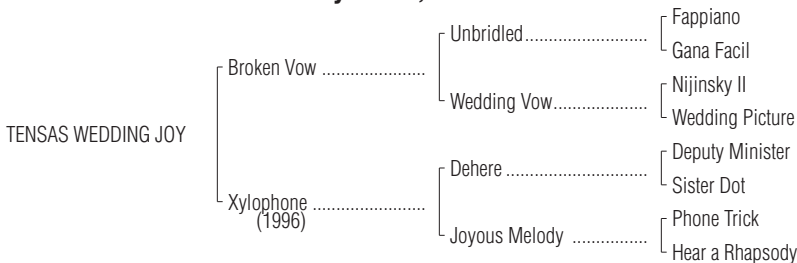 Fappiano
Unbridled..........................
Gana Facil
Broken Vow ......................
Nijinsky II
Wedding Vow....................
Wedding Picture
TENSAS WEDDING JOY
Deputy Minister
Dehere ..............................
Sister Dot
Xylophone ........................
(1996)
Phone Trick
Joyous Melody ................
Hear a Rhapsody